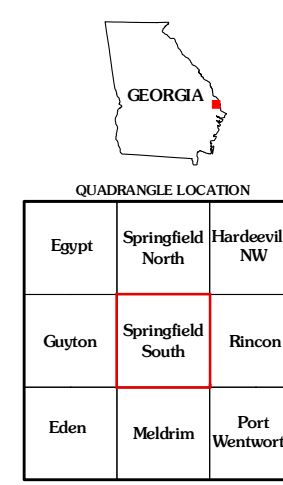 GEORGIA
QUADRANGLE LOCATION
Egypt
Springfield
North
Hardeevil
NW
Guyton
Springfield
South
Rincon
Eden
Meldrim
Port
Wentwort